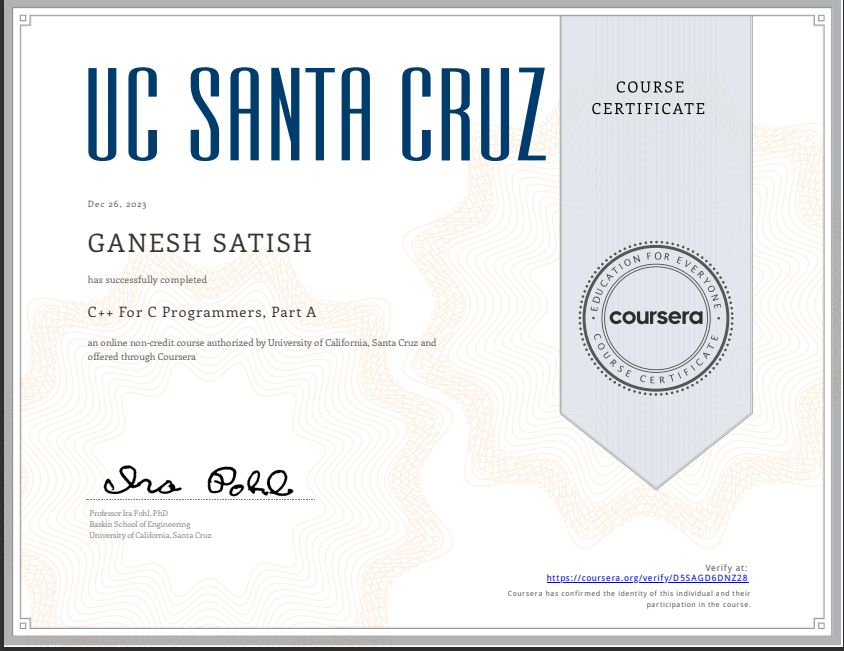 UC SANTA CRUZ
COURSE
CERTIFICATE
Dec 26, 2023
GANESH SATISH
has successfully completed
C++ For C Programmers, Part A
an online non-credit course authorized by University of California, Santa Cruz and
offered through Coursera
EDUCATION FOR EVERYONE
coursera
COURSE CERTIFICATE
Ira Pohl
Professor Ira Pohl, PhD
Baskin School of Engineering
University of California, Santa Cruz
Verify at:
https://coursera.org/verify/D5SAGD6DNZ28
Coursera has confirmed the identity of this individual and their
participation in the course.